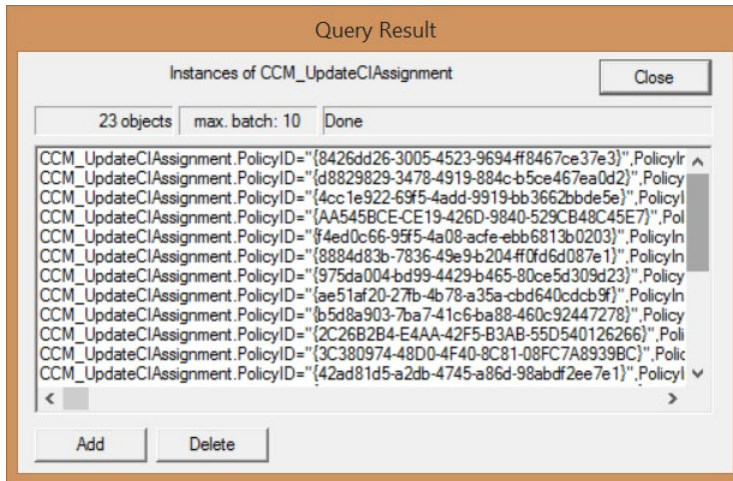 Query Result
Instances of CCM_UpdateCIAssignment
Close
23 objects
max. batch: 10
Done
CCM_UpdateCIAssignment.PolicyID="{8426dd26-3005-4523-9694-ff8467ce37e3}",PolicyIr
CCM_UpdateCIAssignment.PolicyID="{d8829829-3478-4919-884c-b5ce467ea0d2}",Policy
CCM_UpdateCIAssignment.PolicyID="{4cc1e922-69f5-4add-9919-bb3662bbde5e}",PolicyI
CCM_UpdateCIAssignment.PolicyID="{AA545BCE-CE19-426D-9840-529CB48C45E7}",Pol
CCM_UpdateCIAssignment.PolicyID="{f4ed0c66-95f5-4a08-acfe-ebb6813b0203}",PolicyIn
CCM_UpdateCIAssignment.PolicyID="{8884d83b-7836-49e9-b204-ff0fd6d087e1}",PolicyIn
CCM_UpdateCIAssignment.PolicyID="{975da004-bd99-4429-b465-80ce5d309d23}",Policy
CCM_UpdateCIAssignment.PolicyID="{ae51af20-27fb-4b78-a35a-cbd640cdcb9f}",PolicyIn
CCM_UpdateCIAssignment.PolicyID="{b5d8a903-7ba7-41c6-ba88-460c92447278}",Policy
CCM_UpdateCIAssignment.PolicyID="{2C26B2B4-E4AA-42F5-B3AB-55D540126266}",Poli
CCM_UpdateCIAssignment.PolicyID="{3C380974-48D0-4F40-8C81-08FC7A8939BC}",Polic
CCM_UpdateCIAssignment.PolicyID="{42ad81d5-a2db-4745-a86d-98abdf2ee7e1}",PolicyI
Add
Delete